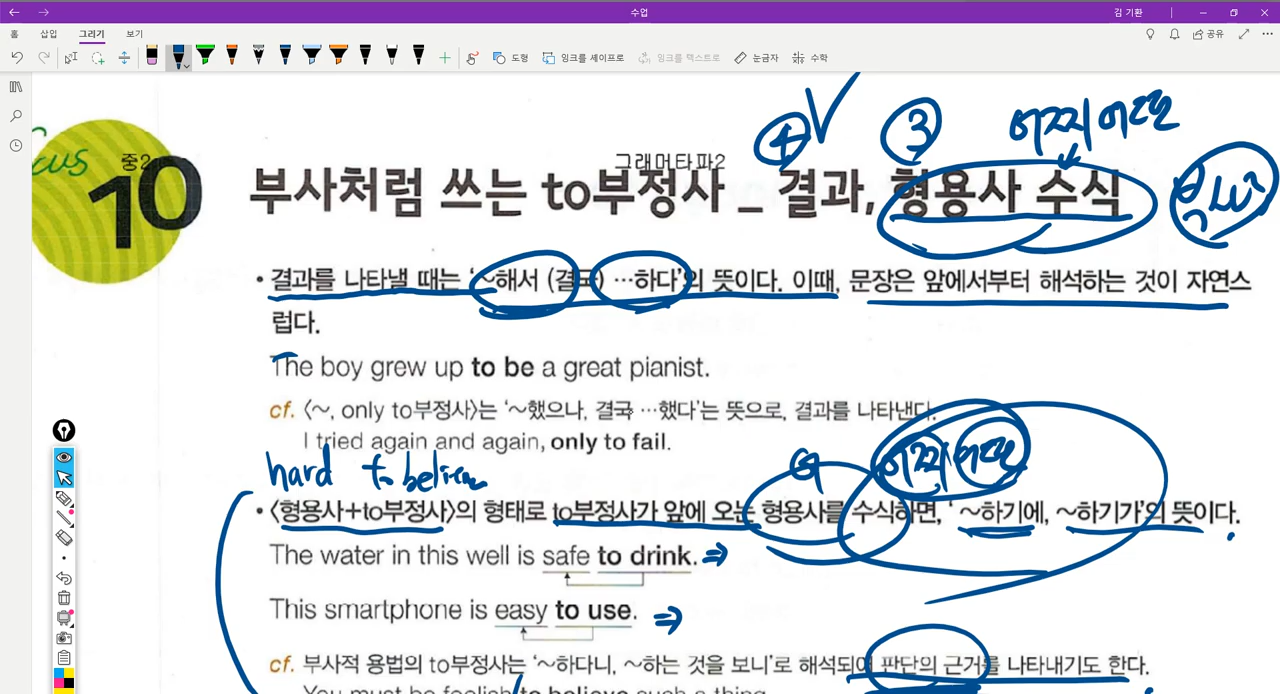 수업
김 기환
홈 삽입 그리기 보기
공유
도형 잉크를 셰이프로 잉크를 텍스트로 눈금자 수학
cus 중2 10
그래머타파2
③ 어찌 어떤
부사처럼 쓰는 to부정사 _ 결과, 형용사 수식
• 결과를 나타낼 때는 ‘~해서 (결국) …하다’의 뜻이다. 이때, 문장은 앞에서부터 해석하는 것이 자연스
럽다.
The boy grew up to be a great pianist.
cf. 〈~, only to부정사〉는 ‘~했으나, 결국 …했다’는 뜻으로, 결과를 나타낸다.
I tried again and again, only to fail.
hard to believe 어찌 어떤
• 〈형용사+to부정사〉의 형태로 to부정사가 앞에 오는 형용사를 수식하면, ‘~하기에, ~하기가’의 뜻이다.
The water in this well is safe to drink. ⇒
This smartphone is easy to use. ⇒
cf. 부사적 용법의 to부정사는 ‘~하다니, ~하는 것을 보니’로 해석되어 판단의 근거를 나타내기도 한다.
You must be foolish to believe such a thing.